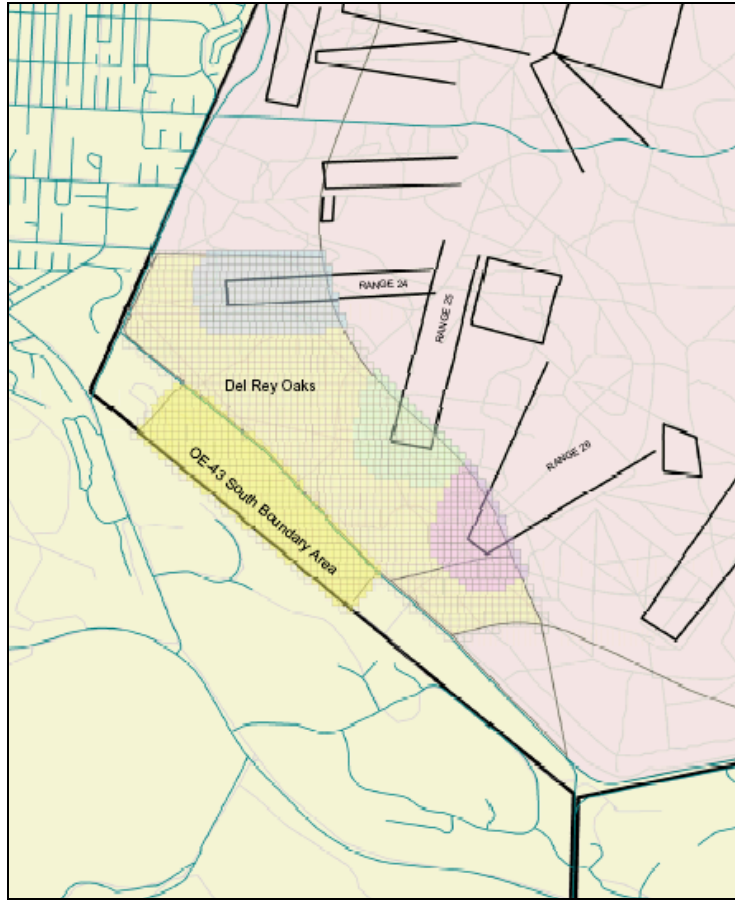 RANGE 24
RANGE 25
Del Rey Oaks
RANGE 26
OE-43 South Boundary Area